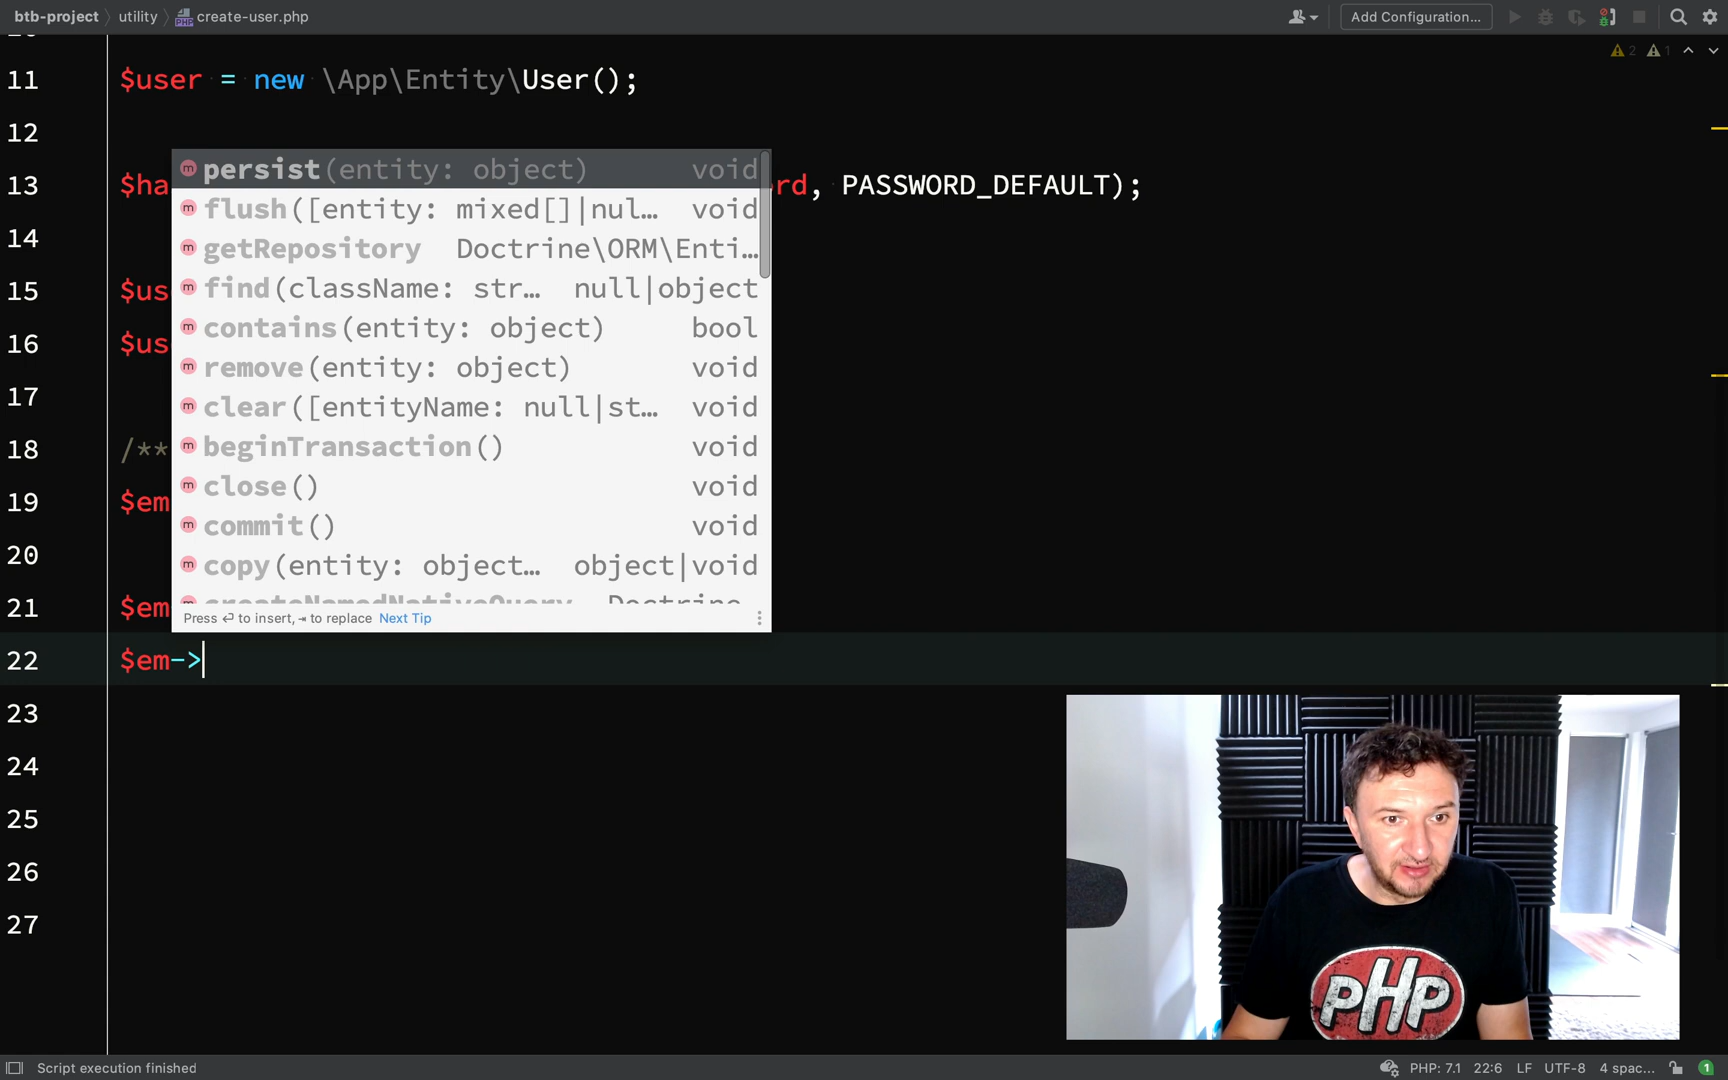 btb-project utility create-user.php Add Configuration...
2 1
11 $user = new \App\Entity\User();
12
13 $ha rd, PASSWORD_DEFAULT);
14
15 $us
16 $us
17
18 /**
19 $em
20
21 $em
22 $em->
23
24
25
26
27
persist(entity: object) void
flush([entity: mixed[]|nul… void
getRepository Doctrine\ORM\Enti…
find(className: str… null|object
contains(entity: object) bool
remove(entity: object) void
clear([entityName: null|st… void
beginTransaction() void
close() void
commit() void
copy(entity: object… object|void
createNamedNativeQuery Doctrine
Press ↵ to insert, ⇥ to replace Next Tip
PHP
Script execution finished PHP: 7.1 22:6 LF UTF-8 4 spac... 1